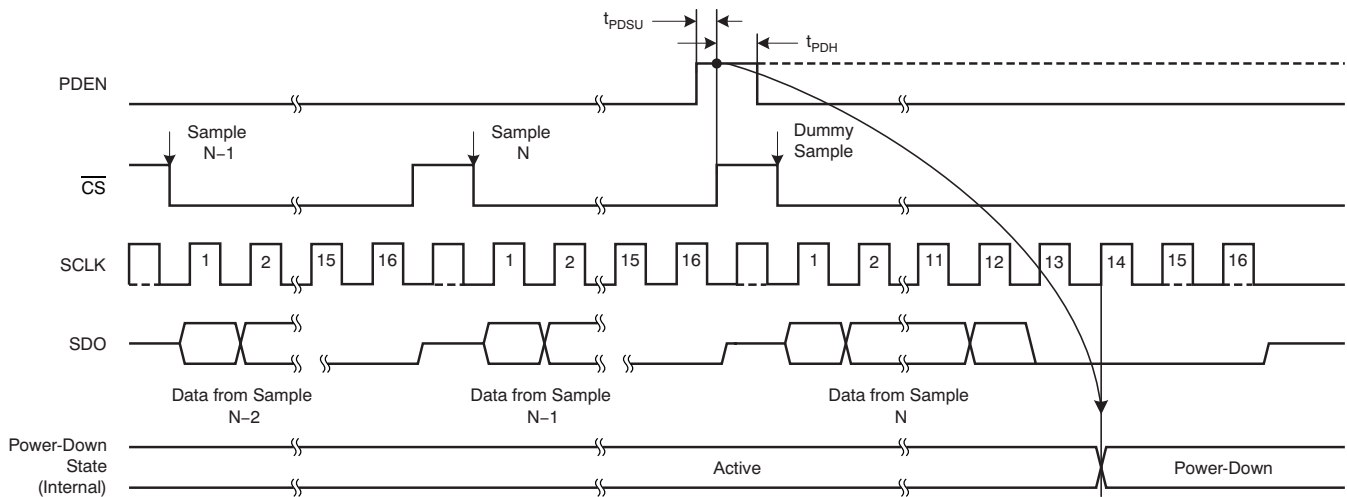 tPDSU
tPDH
PDEN
Sample
N−1
Sample
N
Dummy
Sample
CS
SCLK
1 2 15 16 1 2 15 16 1 2 11 12 13 14 15 16
SDO
Data from Sample
N−2
Data from Sample
N−1
Data from Sample
N
Power-Down
State
(Internal)
Active
Power-Down